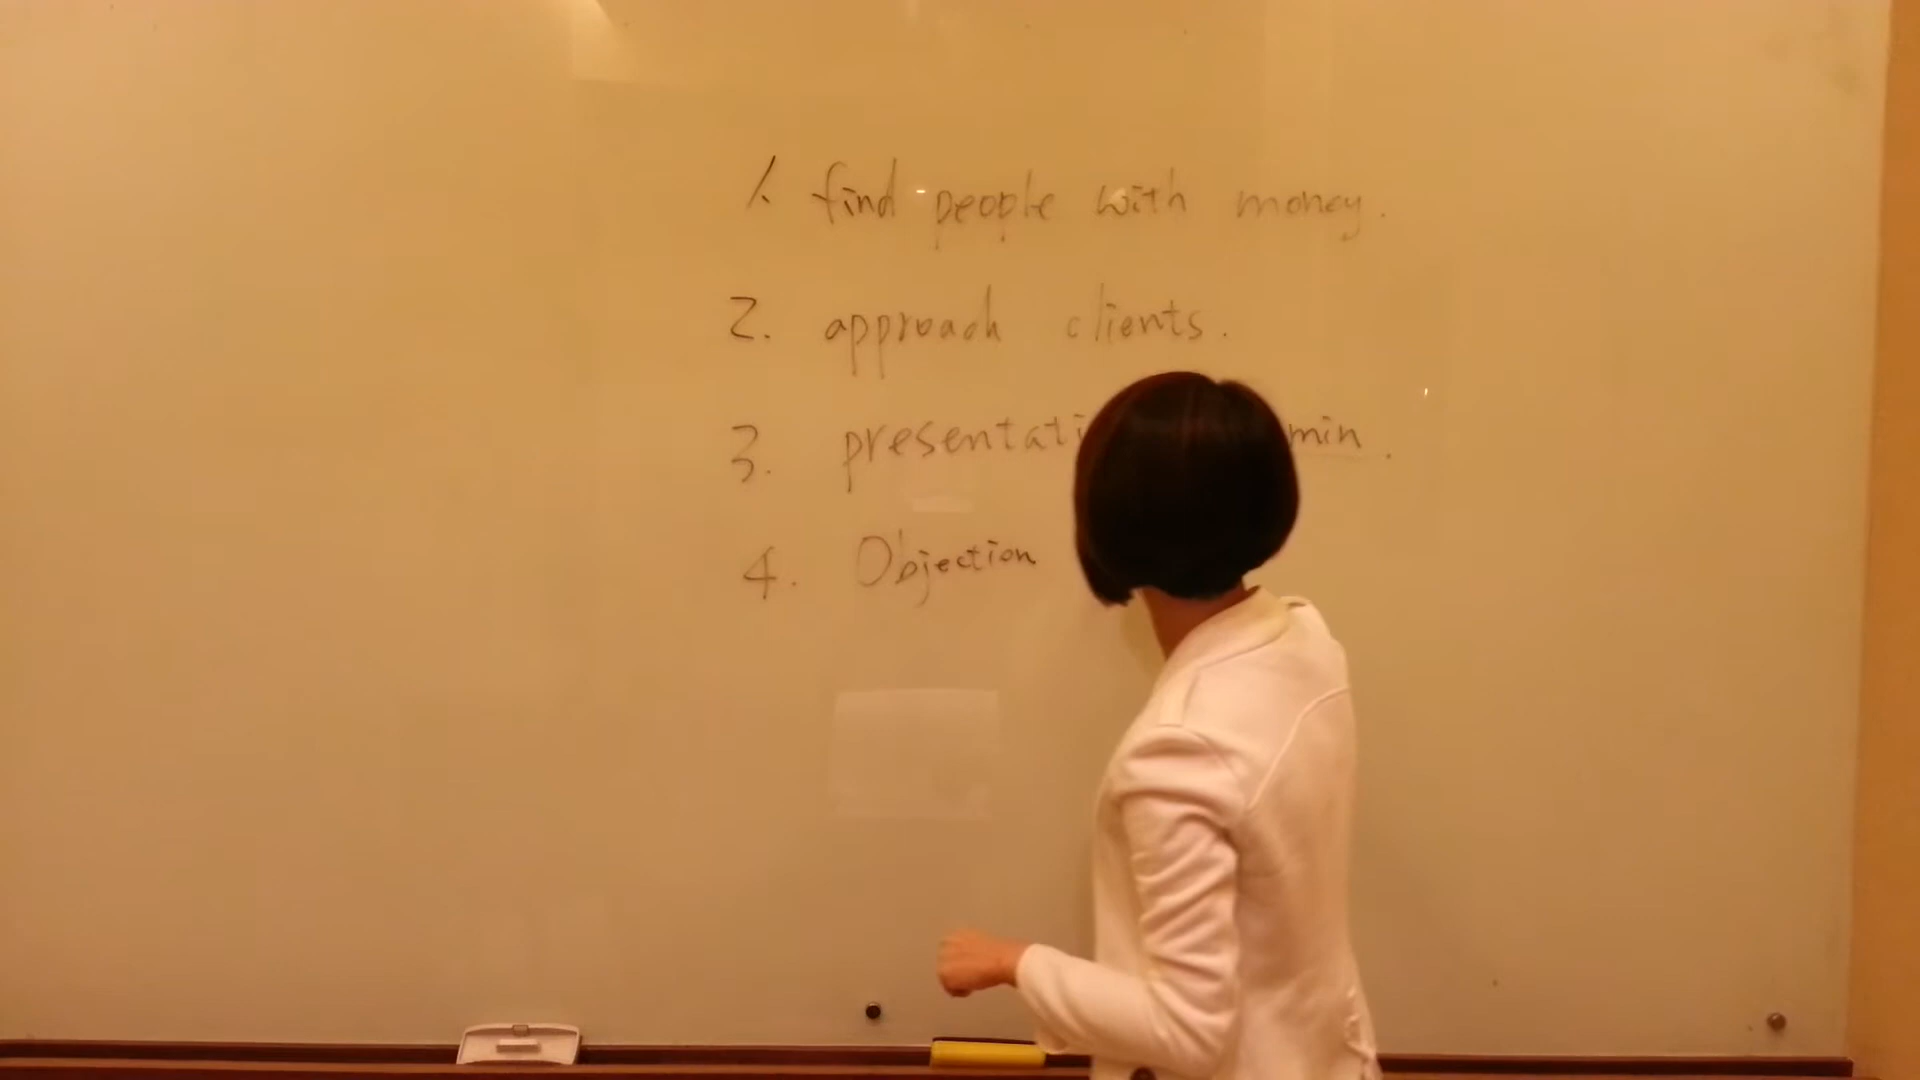 1. find people with money.
2. approach clients.
3. presentati min.
4. Objection